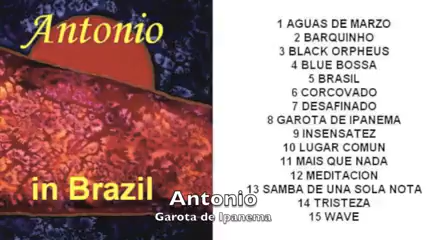 Antonio
in Brazil
1 AGUAS DE MARZO
2 BARQUINHO
3 BLACK ORPHEUS
4 BLUE BOSSA
5 BRASIL
6 CORCOVADO
7 DESAFINADO
8 GAROTA DE IPANEMA
9 INSENSATEZ
10 LUGAR COMUN
11 MAIS QUE NADA
12 MEDITACION
13 SAMBA DE UNA SOLA NOTA
14 TRISTEZA
15 WAVE
Antonio
Garota de Ipanema